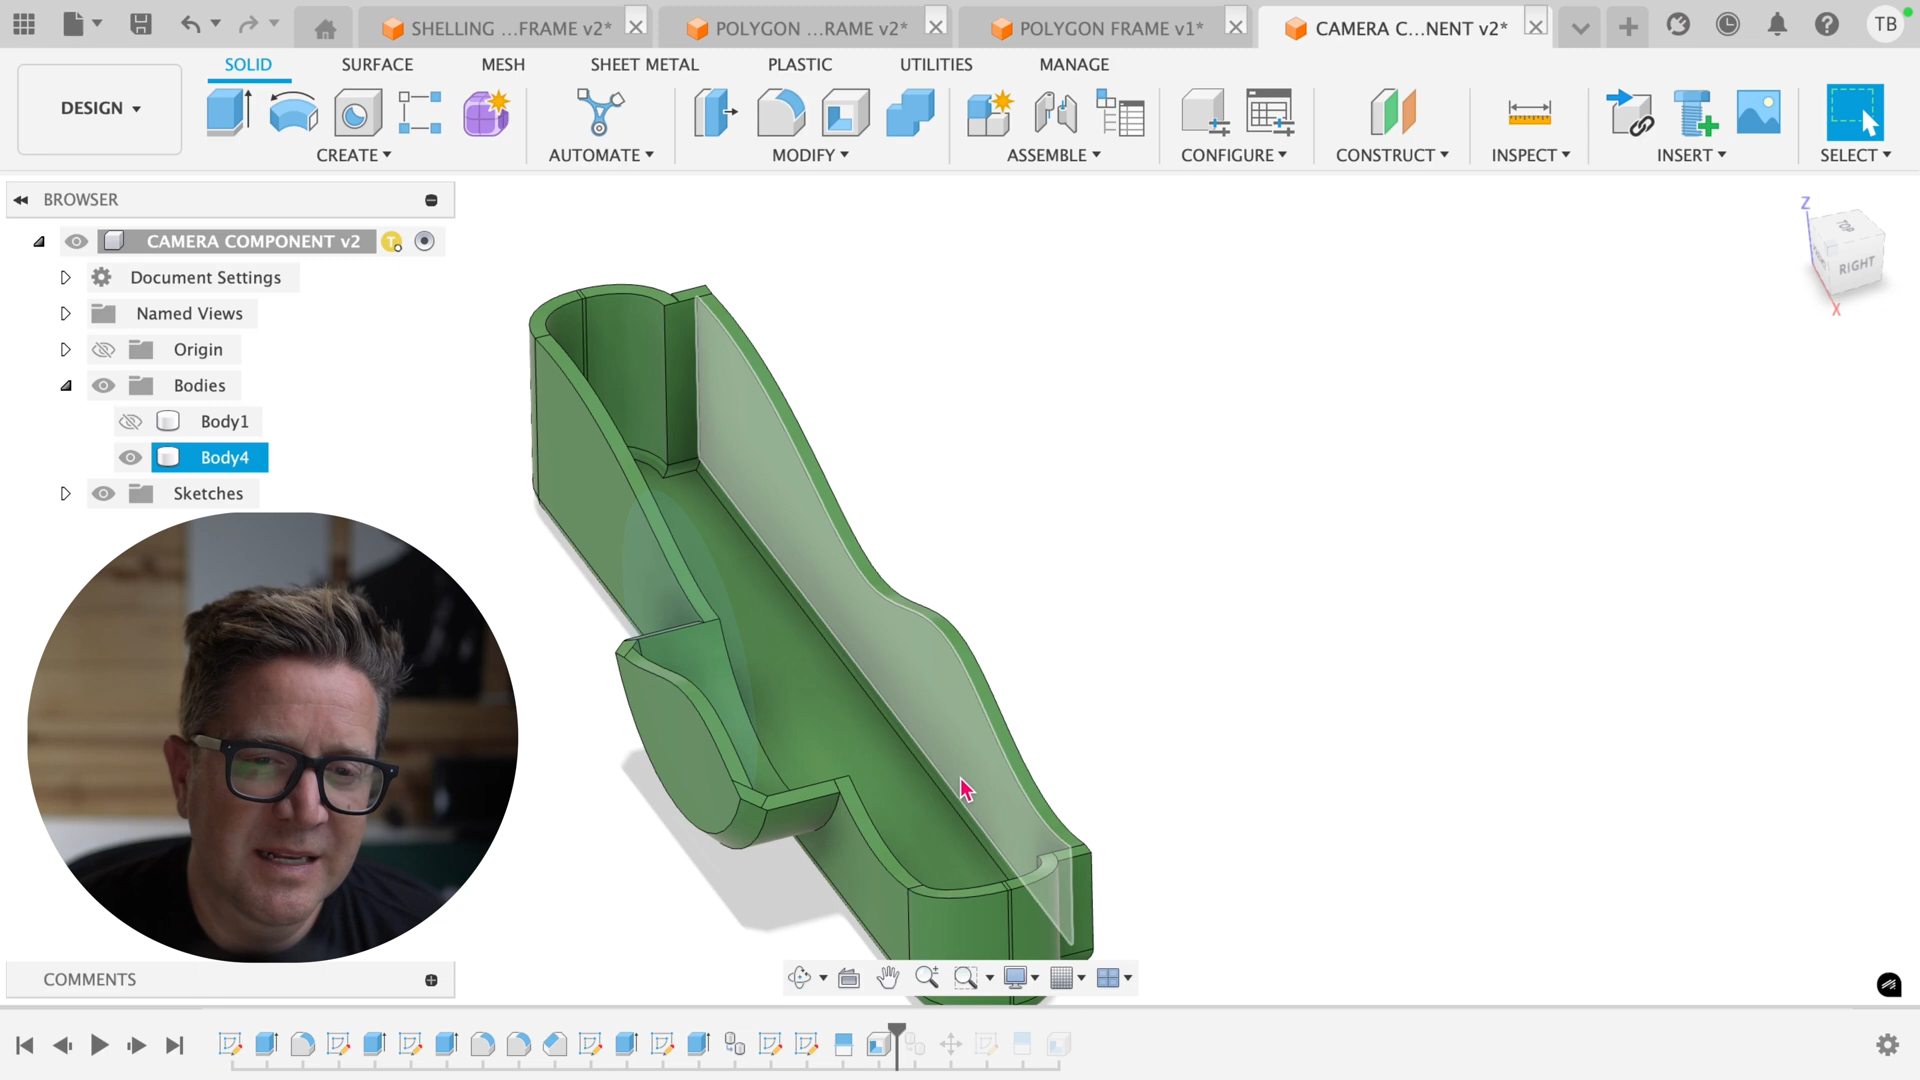 SHELLING ...FRAME v2*
POLYGON ...RAME v2*
POLYGON FRAME v1*
CAMERA C...NENT v2*
TB
SOLID
SURFACE
MESH
SHEET METAL
PLASTIC
UTILITIES
MANAGE
DESIGN
CREATE
AUTOMATE
MODIFY
ASSEMBLE
CONFIGURE
CONSTRUCT
INSPECT
INSERT
SELECT
BROWSER
CAMERA COMPONENT v2
T
Document Settings
Named Views
Origin
Bodies
Body1
Body4
Sketches
Z
TOP
RIGHT
X
COMMENTS